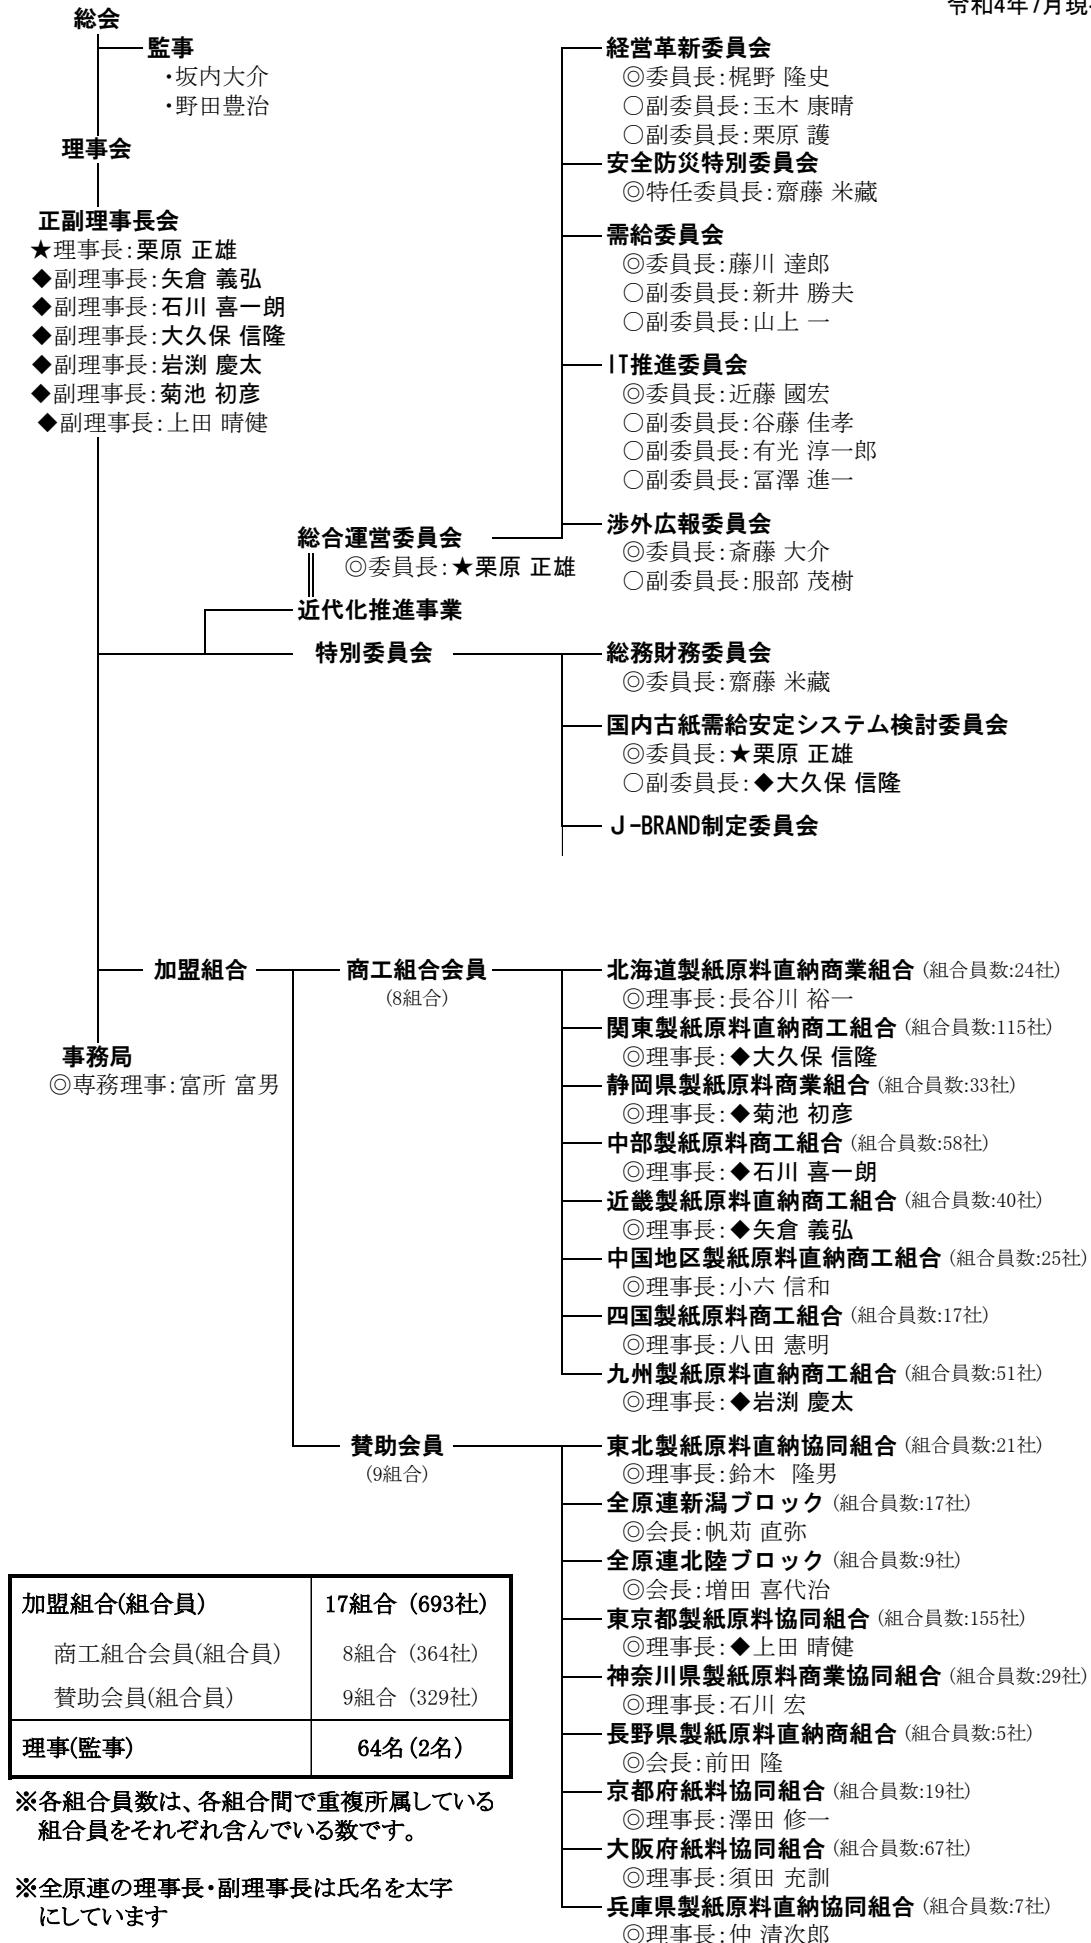 令和4年7月現
総会
監事
・坂内大介
・野田豊治
理事会
正副理事長会
★理事長：栗原 正雄
◆副理事長：矢倉 義弘
◆副理事長：石川 喜一朗
◆副理事長：大久保 信隆
◆副理事長：岩渕 慶太
◆副理事長：菊池 初彦
◆副理事長：上田 晴健
経営革新委員会
◎委員長：梶野 隆史
○副委員長：玉木 康晴
○副委員長：栗原 護
安全防災特別委員会
◎特任委員長：齋藤 米藏
需給委員会
◎委員長：藤川 達郎
○副委員長：新井 勝夫
○副委員長：山上 一
IT推進委員会
◎委員長：近藤 國宏
○副委員長：谷藤 佳孝
○副委員長：有光 淳一郎
○副委員長：冨澤 進一
渉外広報委員会
◎委員長：斎藤 大介
○副委員長：服部 茂樹
総合運営委員会
◎委員長：★栗原 正雄
近代化推進事業
特別委員会
総務財務委員会
◎委員長：齋藤 米藏
国内古紙需給安定システム検討委員会
◎委員長：★栗原 正雄
○副委員長：◆大久保 信隆
J-BRAND制定委員会
加盟組合
商工組合会員
(8組合)
事務局
◎専務理事：富所 富男
北海道製紙原料直納商業組合 (組合員数:24社)
◎理事長：長谷川 裕一
関東製紙原料直納商工組合 (組合員数:115社)
◎理事長：◆大久保 信隆
静岡県製紙原料商業組合 (組合員数:33社)
◎理事長：◆菊池 初彦
中部製紙原料商工組合 (組合員数:58社)
◎理事長：◆石川 喜一朗
近畿製紙原料直納商工組合 (組合員数:40社)
◎理事長：◆矢倉 義弘
中国地区製紙原料直納商工組合 (組合員数:25社)
◎理事長：小六 信和
四国製紙原料商工組合 (組合員数:17社)
◎理事長：八田 憲明
九州製紙原料直納商工組合 (組合員数:51社)
◎理事長：◆岩渕 慶太
賛助会員
(9組合)
東北製紙原料直納協同組合 (組合員数:21社)
◎理事長：鈴木 隆男
全原連新潟ブロック (組合員数:17社)
◎会長：帆苅 直弥
全原連北陸ブロック (組合員数:9社)
◎会長：増田 喜代治
東京都製紙原料協同組合 (組合員数:155社)
◎理事長：◆上田 晴健
神奈川県製紙原料商業協同組合 (組合員数:29社)
◎理事長：石川 宏
長野県製紙原料直納商組合 (組合員数:5社)
◎会長：前田 隆
京都府紙料協同組合 (組合員数:19社)
◎理事長：澤田 修一
大阪府紙料協同組合 (組合員数:67社)
◎理事長：須田 充訓
兵庫県製紙原料直納協同組合 (組合員数:7社)
◎理事長：仲 清次郎
加盟組合(組合員) 17組合 (693社)
商工組合会員(組合員) 8組合 (364社)
賛助会員(組合員) 9組合 (329社)
理事(監事) 64名(2名)
※各組合員数は、各組合間で重複所属している
組合員をそれぞれ含んでいる数です。
※全原連の理事長・副理事長は氏名を太字
にしています